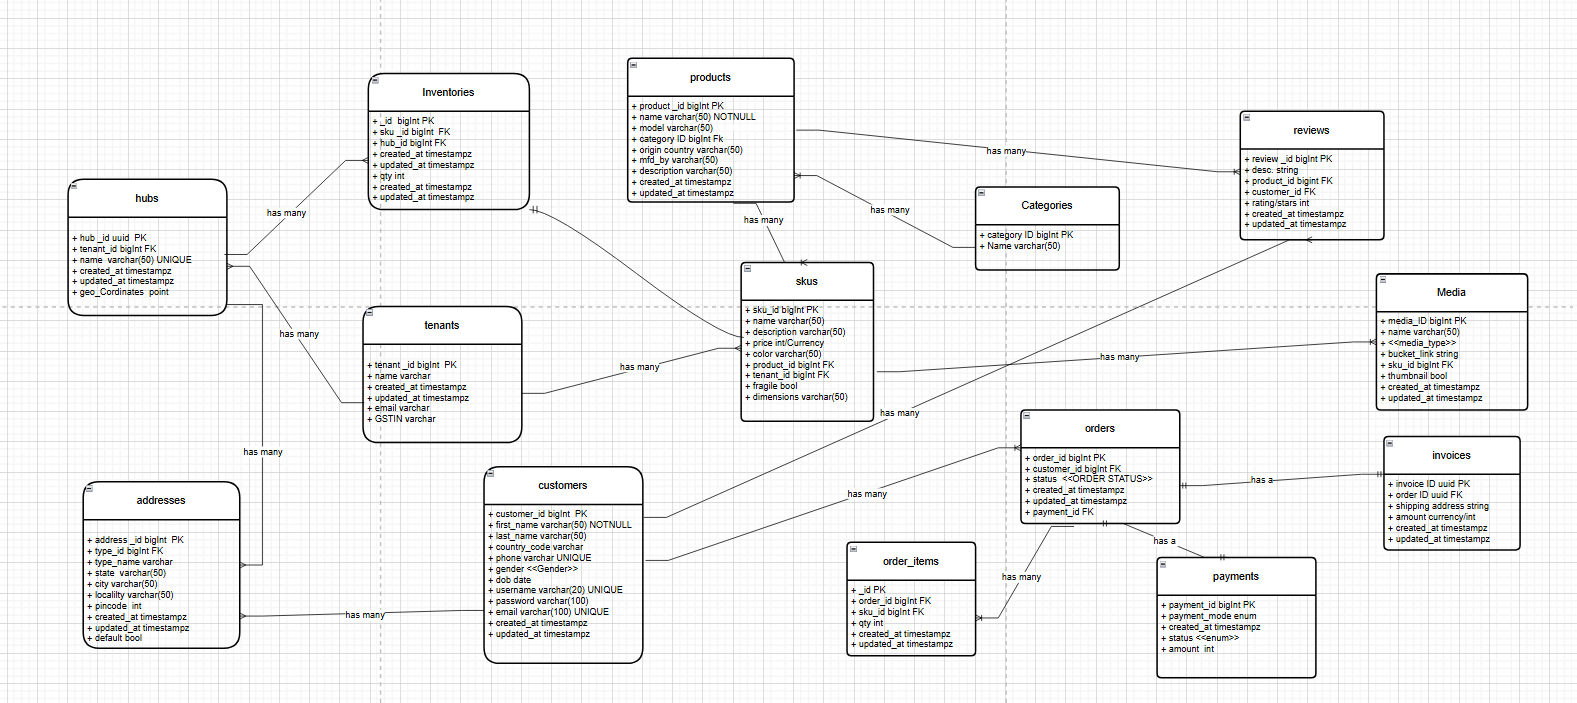 Inventories
+ _id  bigInt PK
+ sku _id bigInt  FK
+ hub_id bigInt FK
+ created_at timestampz
+ updated_at timestampz
+ qty int
+ created_at timestampz
+ updated_at timestampz
products
+ product _id bigInt PK
+ name varchar(50) NOTNULL
+ model varchar(50)
+ category ID bigInt Fk
+ origin country varchar(50)
+ mfd_by varchar(50)
+ description varchar(50)
+ created_at timestampz
+ updated_at timestampz
reviews
+ review _id bigInt PK
+ desc. string
+ product_id bigint FK
+ customer_id FK
+ rating/stars int
+ created_at timestampz
+ updated_at timestampz
has many
hubs
+ hub _id uuid  PK
+ tenant_id bigInt FK
+ name  varchar(50) UNIQUE
+ created_at timestampz
+ updated_at timestampz
+ geo_Cordinates  point
has many
has many
has many
Categories
+ category ID bigInt PK
+ Name varchar(50)
skus
+ sku_id bigInt PK
+ name varchar(50)
+ description varchar(50)
+ price int/Currency
+ color varchar(50)
+ product_id bigInt FK
+ tenant_id bigInt FK
+ fragile bool
+ dimensions varchar(50)
Media
+ media_ID bigInt PK
+ name varchar(50)
+ <<media_type>>
+ bucket_link string
+ sku_id bigInt FK
+ thumbnail bool
+ created_at timestampz
+ updated_at timestampz
has many
tenants
+ tenant _id bigInt  PK
+ name varchar
+ created_at timestampz
+ updated_at timestampz
+ email varchar
+ GSTIN varchar
has many
has many
has many
has many
addresses
+ address _id bigInt  PK
+ type_id bigInt FK
+ type_name varchar
+ state  varchar(50)
+ city varchar(50)
+ localilty varchar(50)
+ pincode  int
+ created_at timestampz
+ updated_at timestampz
+ default bool
has many
customers
+ customer_id bigInt  PK
+ first_name varchar(50) NOTNULL
+ last_name varchar(50)
+ country_code varchar
+ phone varchar UNIQUE
+ gender <<Gender>>
+ dob date
+ username varchar(20) UNIQUE
+ password varchar(100)
+ email varchar(100) UNIQUE
+ created_at timestampz
+ updated_at timestampz
has many
orders
+ order_id bigInt PK
+ customer_id bigInt FK
+ status  <<ORDER STATUS>>
+ created_at timestampz
+ updated_at timestampz
+ payment_id FK
has a
invoices
+ invoice ID uuid PK
+ order ID uuid FK
+ shipping address string
+ amount currency/int
+ created_at timestampz
+ updated_at timestampz
has a
has many
order_items
+ _id PK
+ order_id bigInt FK
+ sku_id bigInt FK
+ qty int
+ created_at timestampz
+ updated_at timestampz
payments
+ payment_id bigInt PK
+ payment_mode enum
+ created_at timestampz
+ status <<enum>>
+ amount  int